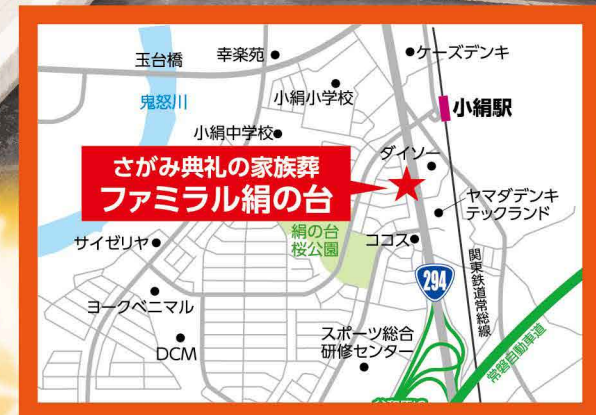 玉台橋
幸楽苑
ケーズデンキ
鬼怒川
小絹小学校
小絹駅
小絹中学校
さがみ典礼の家族葬
ファミラル絹の台
ダイソー
ヤマダデンキ
テックランド
サイゼリヤ
絹の台
桜公園
ココス
関東鉄道常総線
294
ヨークベニマル
DCM
スポーツ総合
研修センター
常磐自動車道